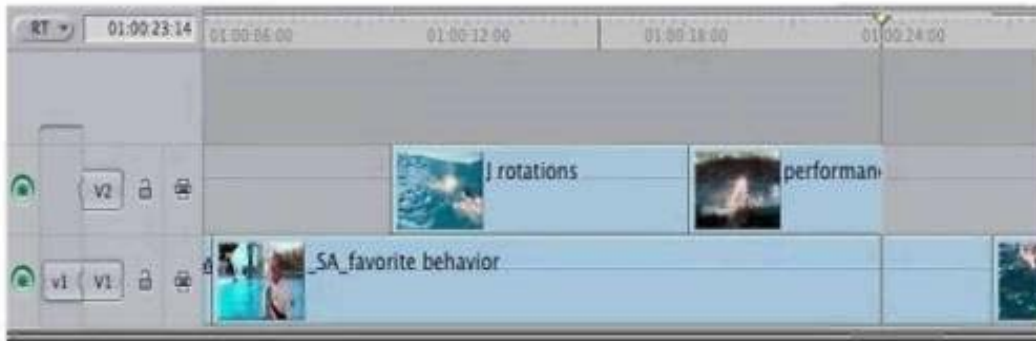 RT 01:00:23:14 01:00:06:00 01:00:12:00 01:00:18:00 01:00:24:00
J rotations performan
V2
_SA_favorite behavior
v1 V1